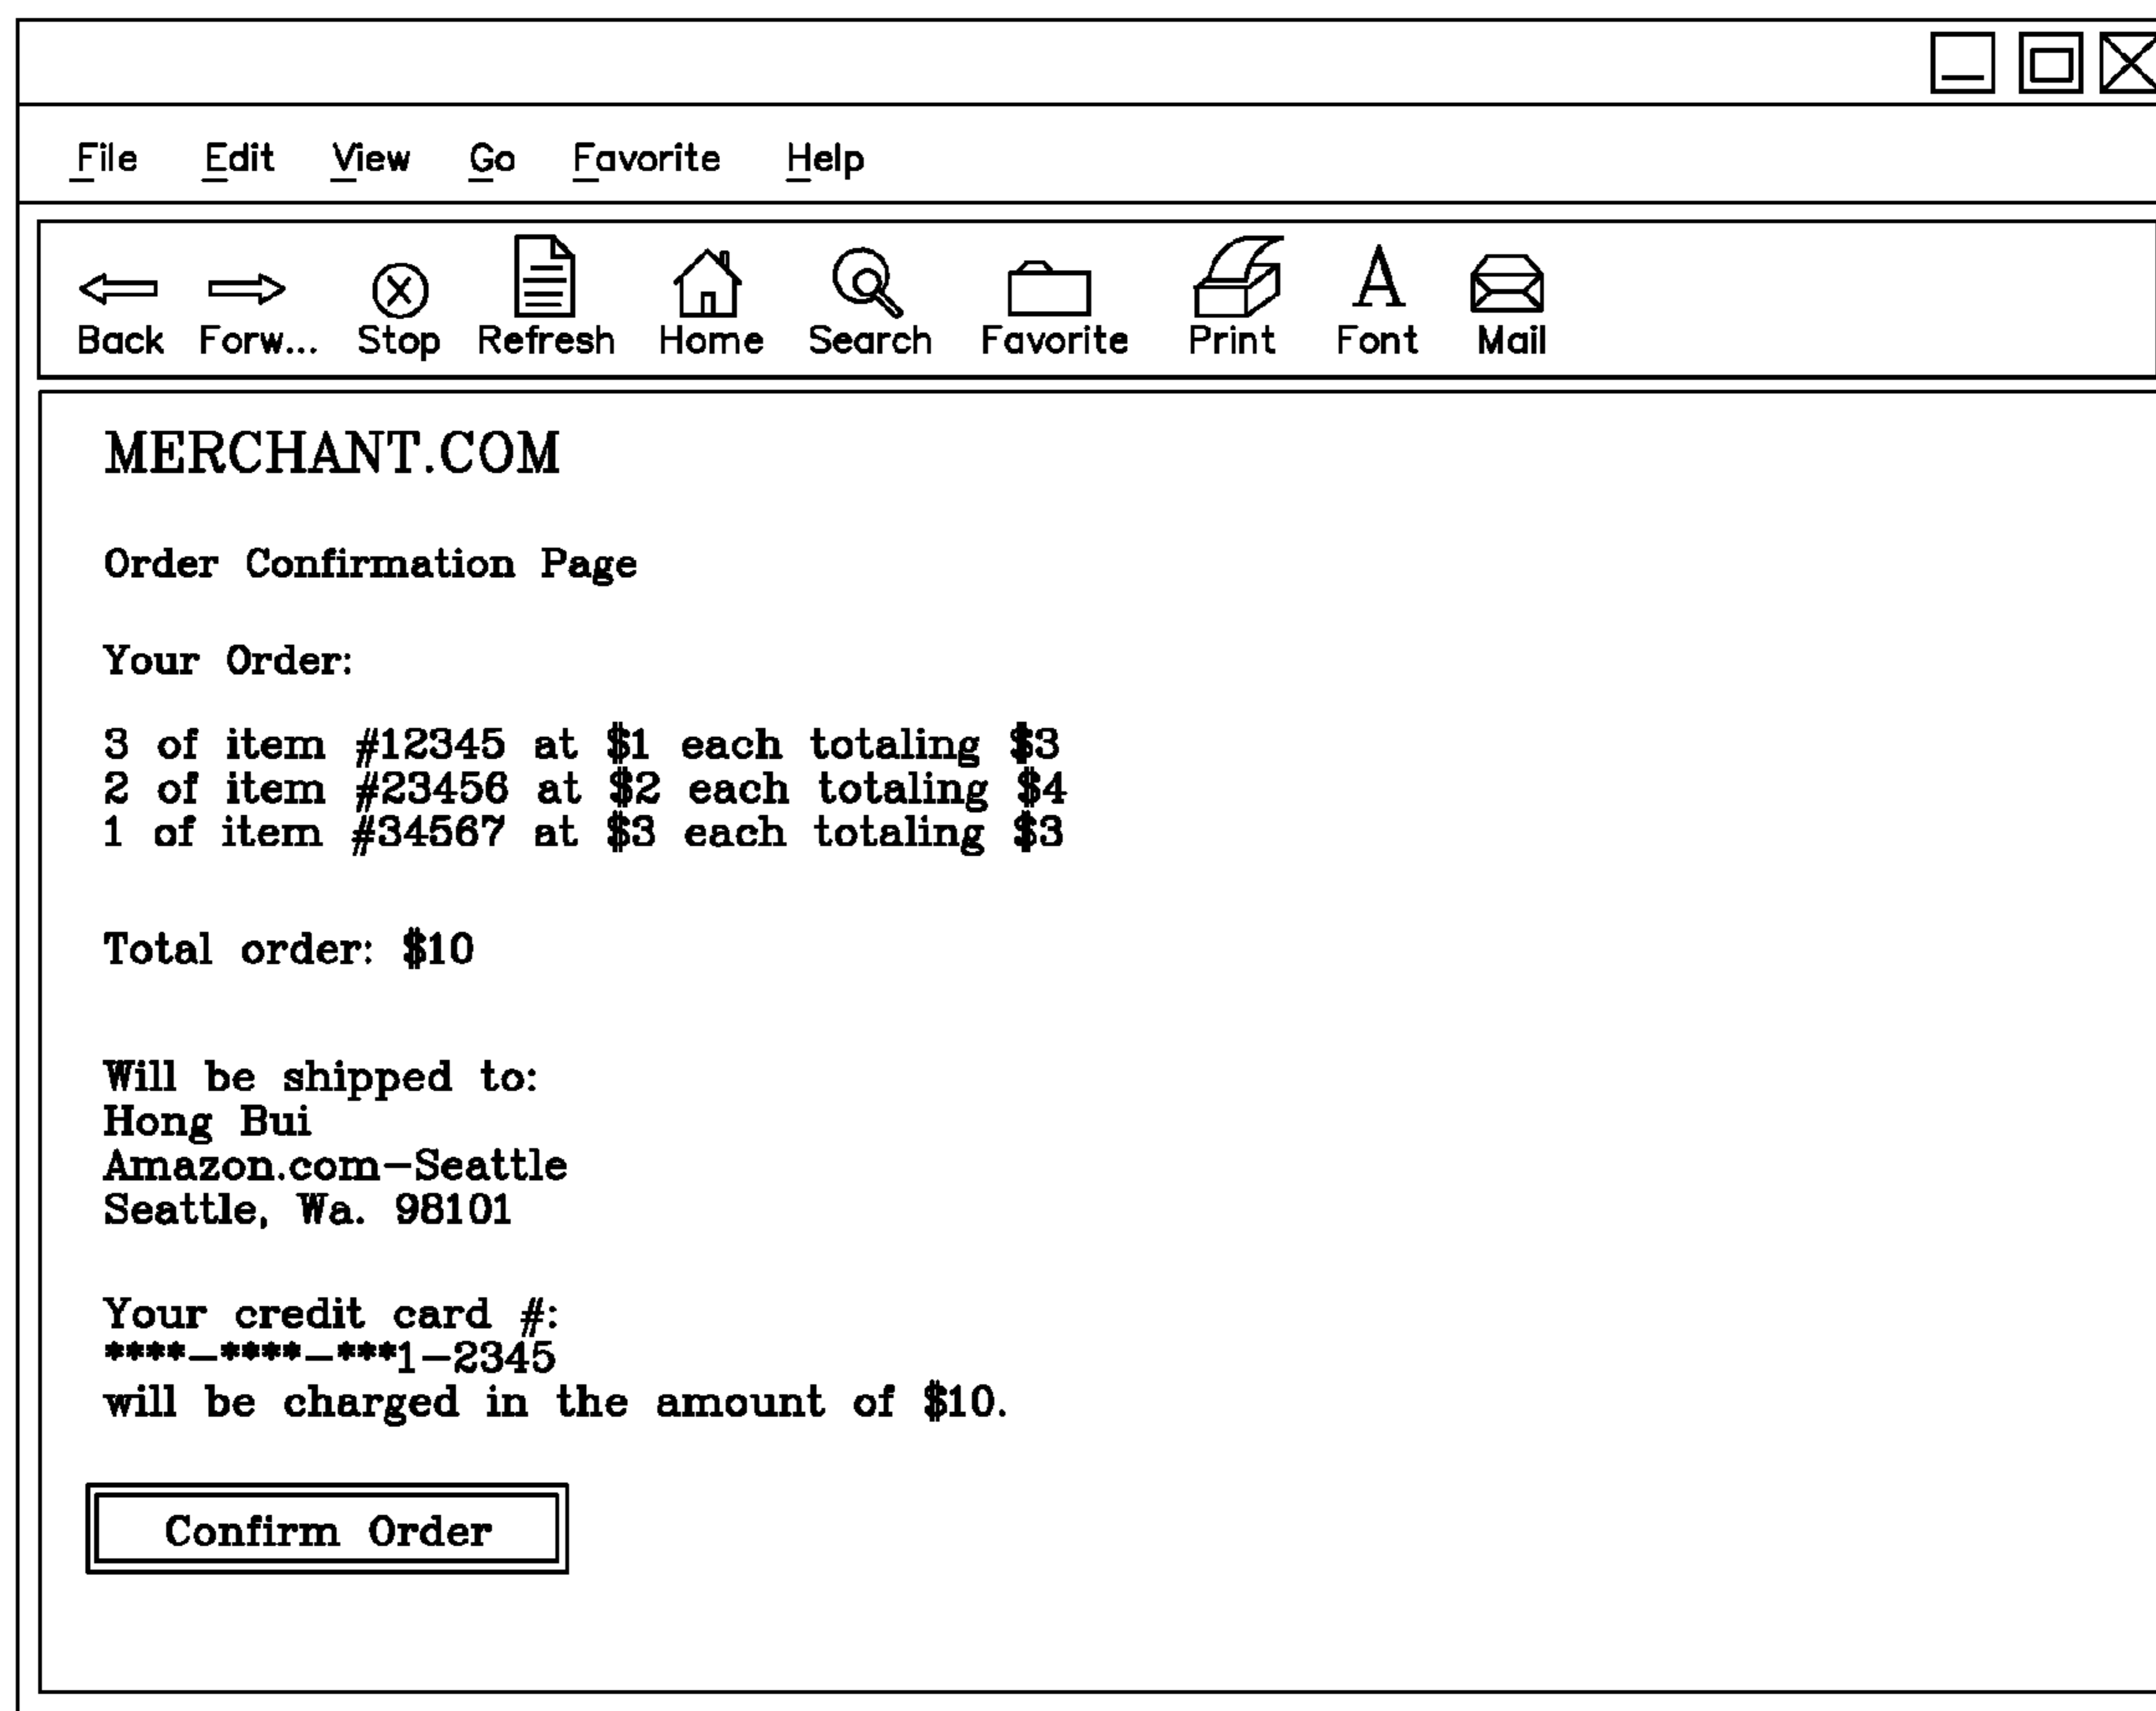 File Edit View Go Favorite Help
Back Forw... Stop Refresh Home Search Favorite Print Font Mail
MERCHANT.COM
Order Confirmation Page
Your Order:
3 of item #12345 at $1 each totaling $3
2 of item #23456 at $2 each totaling $4
1 of item #34567 at $3 each totaling $3
Total order: $10
Will be shipped to:
Hong Bui
Amazon.com-Seattle
Seattle, Wa. 98101
Your credit card #:
****-****-***1-2345
will be charged in the amount of $10.
Confirm Order